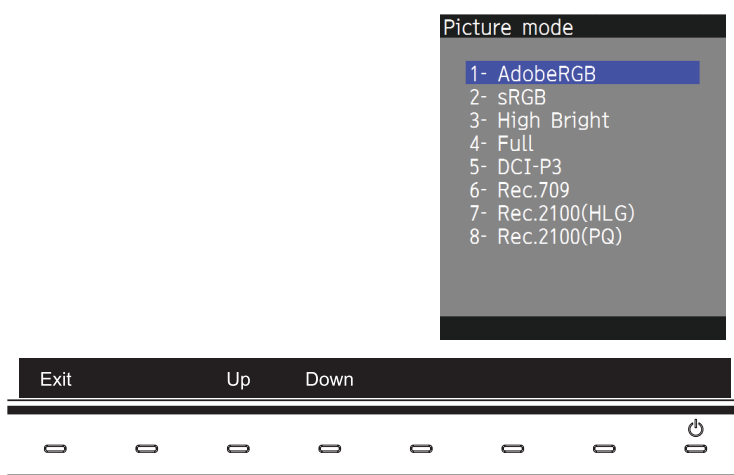 Picture mode
1- AdobeRGB
2- sRGB
3- High Bright
4- Full
5- DCI-P3
6- Rec.709
7- Rec.2100(HLG)
8- Rec.2100(PQ)
Exit Up Down